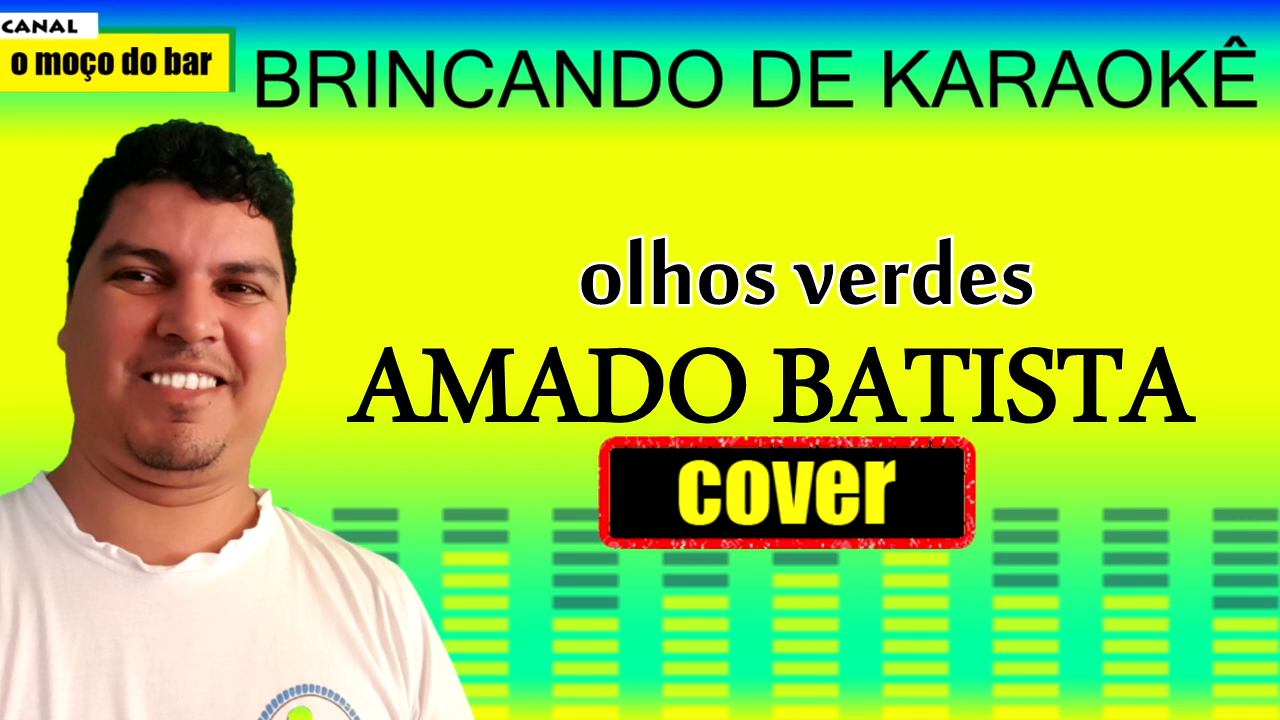 CANAL
o moço do bar
BRINCANDO DE KARAOKÊ
olhos verdes
AMADO BATISTA
cover